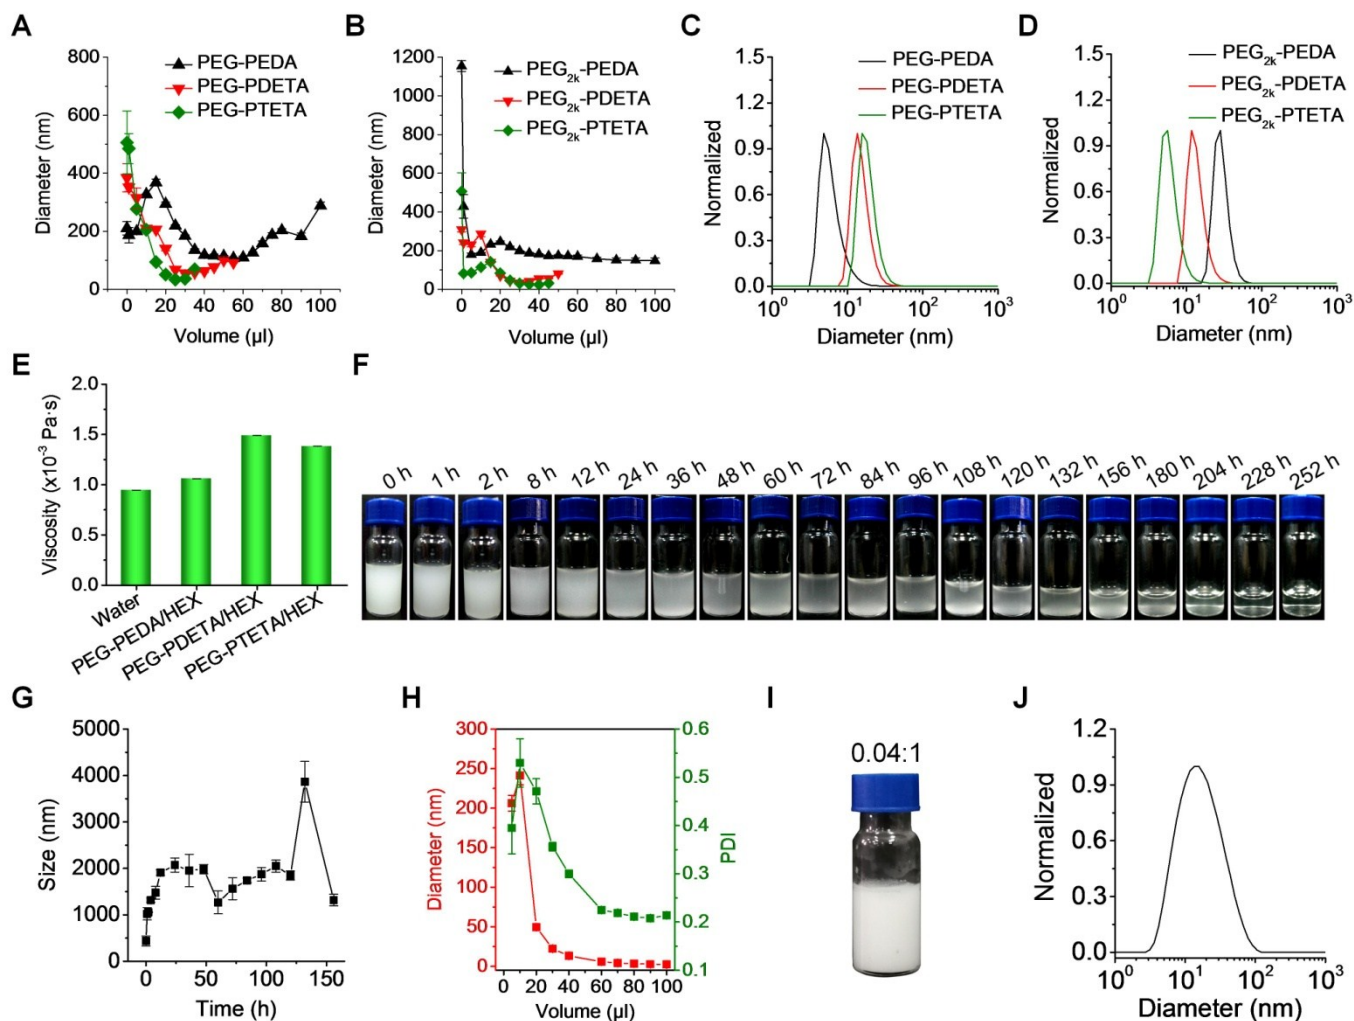 A
800
600
400
200
0
Diameter (nm)
PEG-PEDA
PEG-PDETA
PEG-PTETA
0 20 40 60 80 100
Volume (µl)
B
1200
1000
800
600
400
200
0
Diameter (nm)
PEG2k-PEDA
PEG2k-PDETA
PEG2k-PTETA
0 20 40 60 80 100
Volume (µl)
C
1.5
1.2
0.9
0.6
0.3
0.0
Normalized
PEG-PEDA
PEG-PDETA
PEG-PTETA
10^0 10^1 10^2 10^3
Diameter (nm)
D
1.5
1.2
0.9
0.6
0.3
0.0
Normalized
PEG2k-PEDA
PEG2k-PDETA
PEG2k-PTETA
10^0 10^1 10^2 10^3
Diameter (nm)
E
2.0
1.5
1.0
0.5
0.0
Viscosity (x10^-3 Pa·s)
Water
PEG-PEDA/HEX
PEG-PDETA/HEX
PEG-PTETA/HEX
F
0 h 1 h 2 h 8 h 12 h 24 h 36 h 48 h 60 h 72 h 84 h 96 h 108 h 120 h 132 h 156 h 180 h 204 h 228 h 252 h
G
5000
4000
3000
2000
1000
0
Size (nm)
0 50 100 150
Time (h)
H
300
250
200
150
100
50
0
Diameter (nm)
0.6
0.5
0.4
0.3
0.2
0.1
PDI
0 20 40 60 80 100
Volume (µl)
I
0.04:1
J
1.2
0.9
0.6
0.3
0.0
Normalized
10^0 10^1 10^2 10^3
Diameter (nm)